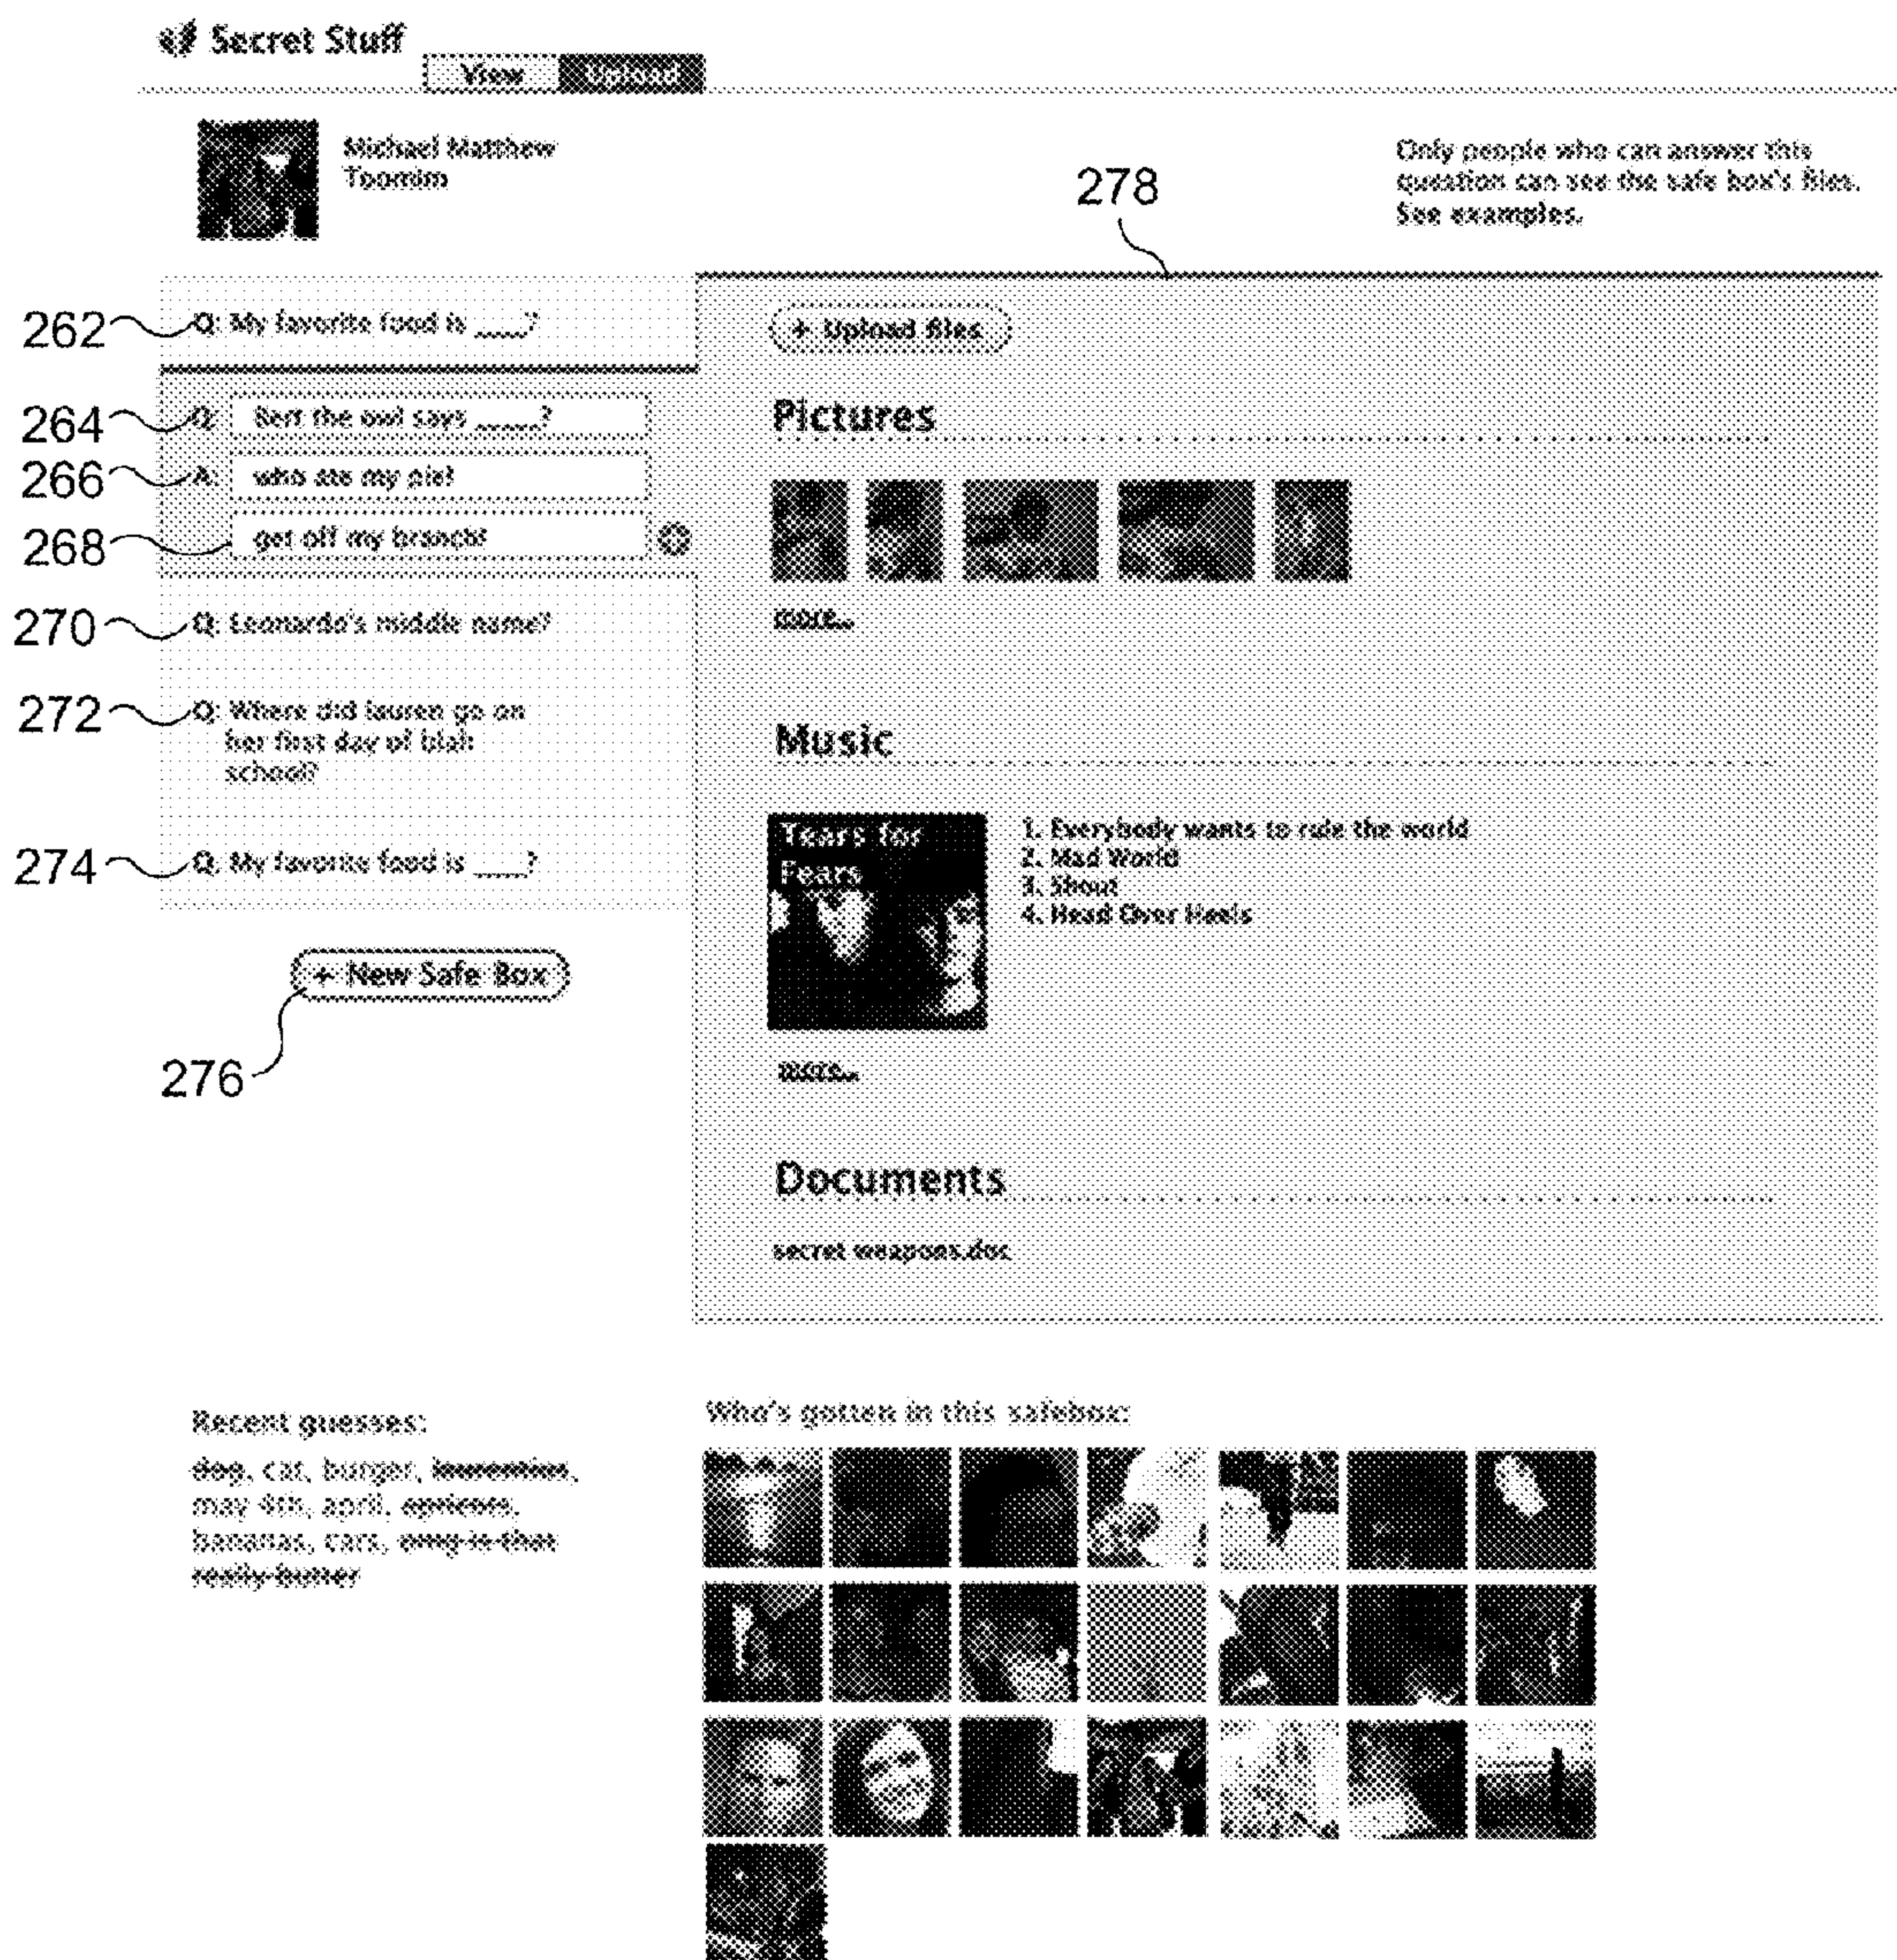 Secret Stuff
View Upload
Michael Matthew
Toomim
Only people who can answer this
question can see the safe box's files.
See examples.
278
262 Q: My favorite food is ____?
+ Upload files
264 Q: Bert the owl says ____?
Pictures
266 A: who ate my pie!
268 get off my branch!
270 Q: Leonardo's middle name?
more...
272 Q: Where did lauren go on
her first day of blah
school?
Music
Tears for
Fears
1. Everybody wants to rule the world
2. Mad World
3. Shout
4. Head Over Heels
274 Q. My favorite food is ____?
+ New Safe Box
276
more...
Documents
secret weapons.doc
Recent guesses:
dog, cat, burger,
may 4th, april, apricots,
bananas, cars, omg is that
really butter
Who's gotten in this safebox: